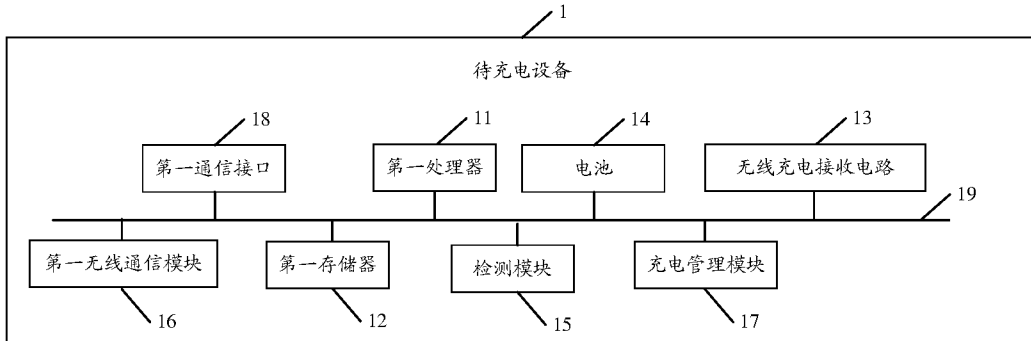 1
待充电设备
18
11
14
13
第一通信接口
第一处理器
电池
无线充电接收电路
19
第一无线通信模块
第一存储器
检测模块
充电管理模块
16
12
15
17